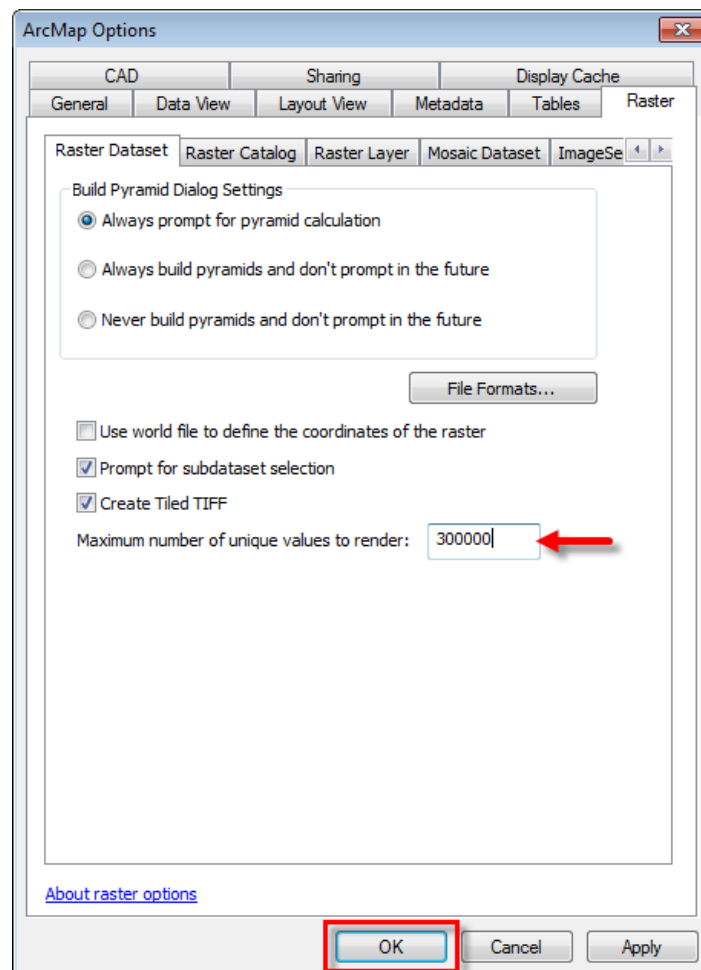 ArcMap Options
CAD Sharing Display Cache
General Data View Layout View Metadata Tables Raster
Raster Dataset Raster Catalog Raster Layer Mosaic Dataset ImageSe
Build Pyramid Dialog Settings
Always prompt for pyramid calculation
Always build pyramids and don't prompt in the future
Never build pyramids and don't prompt in the future
File Formats...
Use world file to define the coordinates of the raster
Prompt for subdataset selection
Create Tiled TIFF
Maximum number of unique values to render: 300000
About raster options
OK Cancel Apply